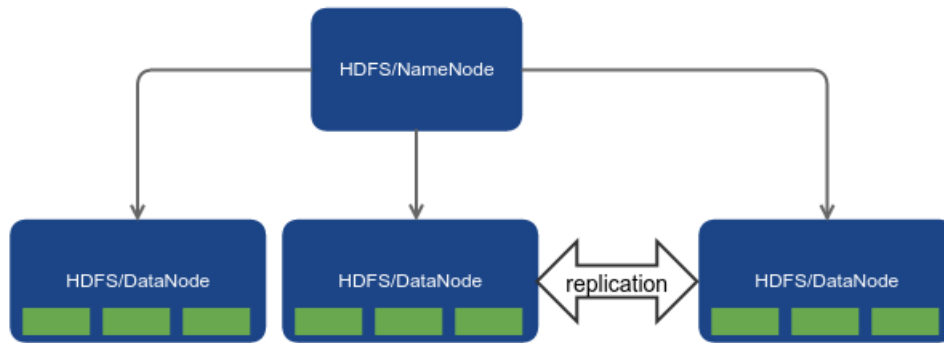 HDFS/NameNode
HDFS/DataNode
HDFS/DataNode
replication
HDFS/DataNode